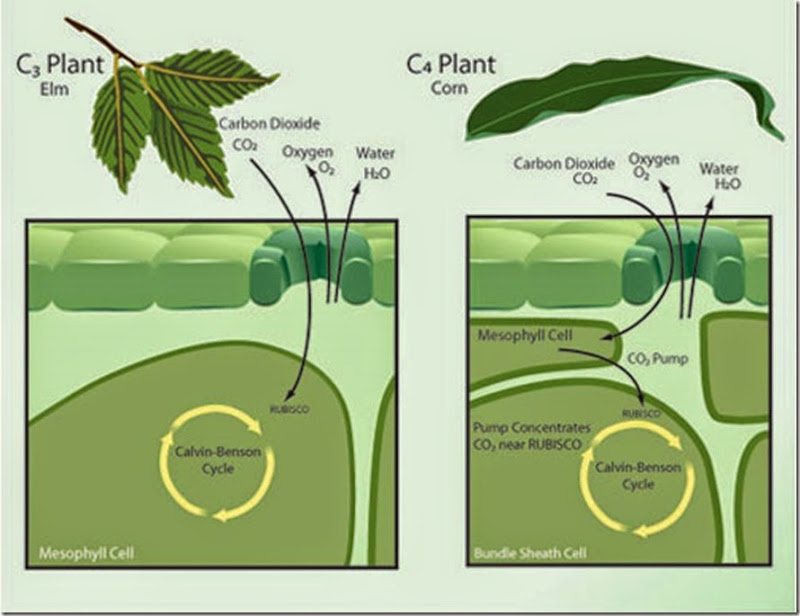 C₃ Plant
Elm
Carbon Dioxide
CO₂
Oxygen
O₂
Water
H₂O
RUBISCO
Calvin-Benson
Cycle
Mesophyll Cell
C₄ Plant
Corn
Carbon Dioxide
CO₂
Oxygen
O₂
Water
H₂O
Mesophyll Cell
CO₂ Pump
RUBISCO
Pump Concentrates
CO₂ near RUBISCO
Calvin-Benson
Cycle
Bundle Sheath Cell